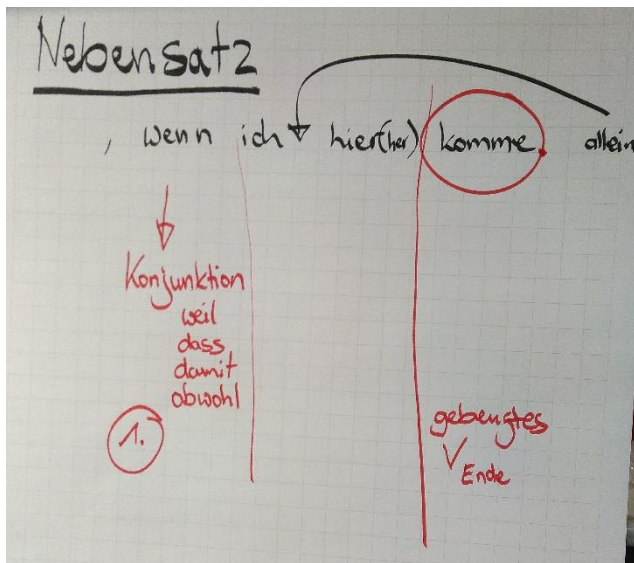 Nebensatz
, wenn ich hier(her) komme. allein
Konjunktion
weil
dass
damit
obwohl
1.
gebeugtes
V Ende